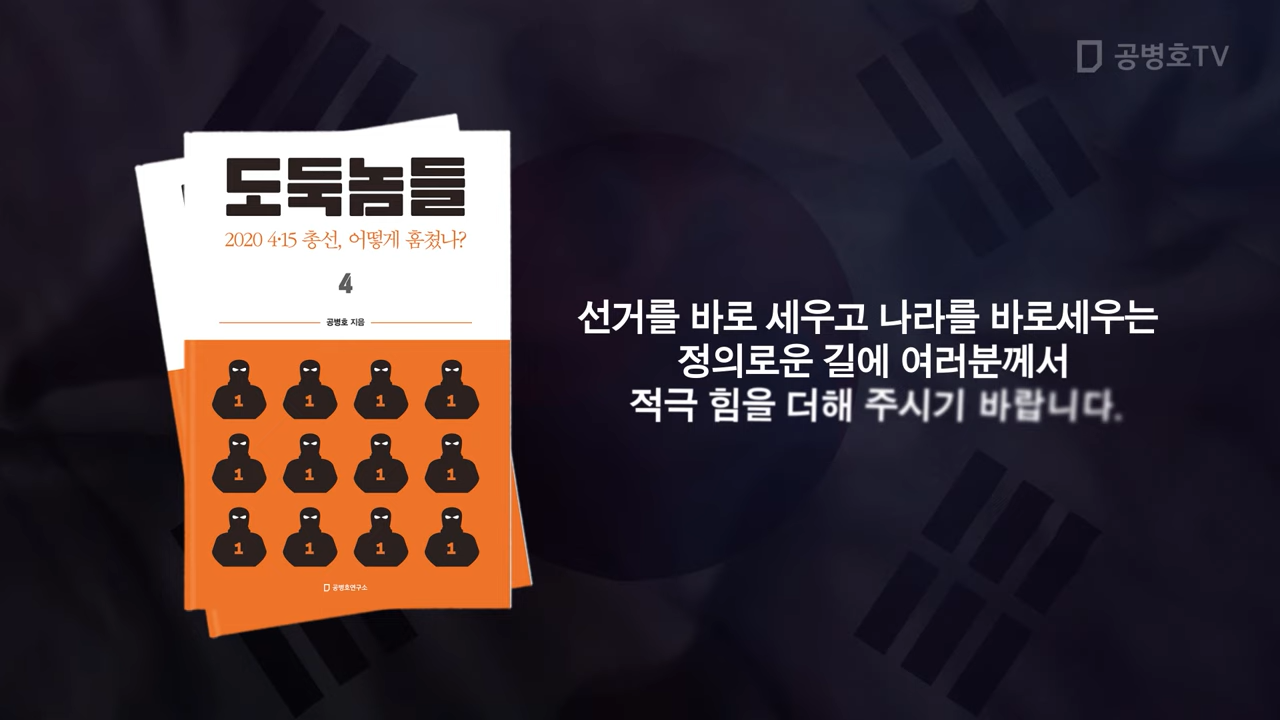 공병호TV
도둑놈들
2020 4·15 총선, 어떻게 훔쳤나?
4
공병호 지음
1 1 1 1
1 1 1 1
1 1 1 1
공병호연구소
선거를 바로 세우고 나라를 바로세우는
정의로운 길에 여러분께서
적극 힘을 더해 주시기 바랍니다.